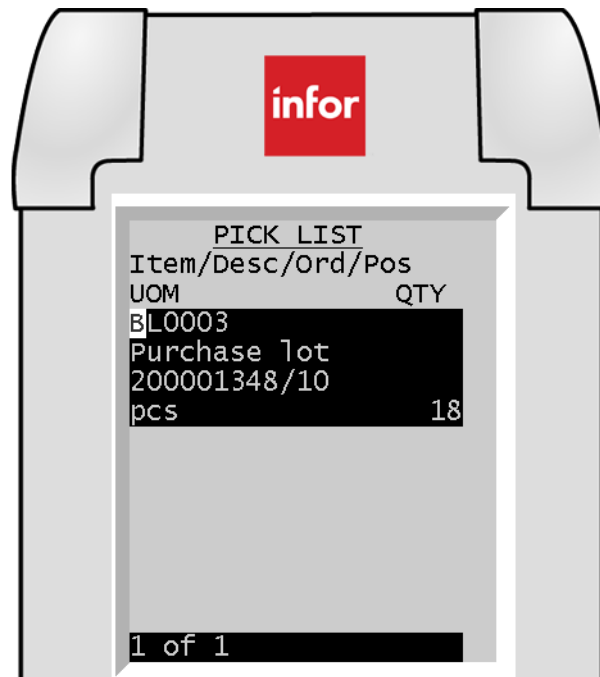 infor
PICK LIST
Item/Desc/Ord/Pos
UOM QTY
BL0003
Purchase lot
200001348/10
pcs 18
1 of 1